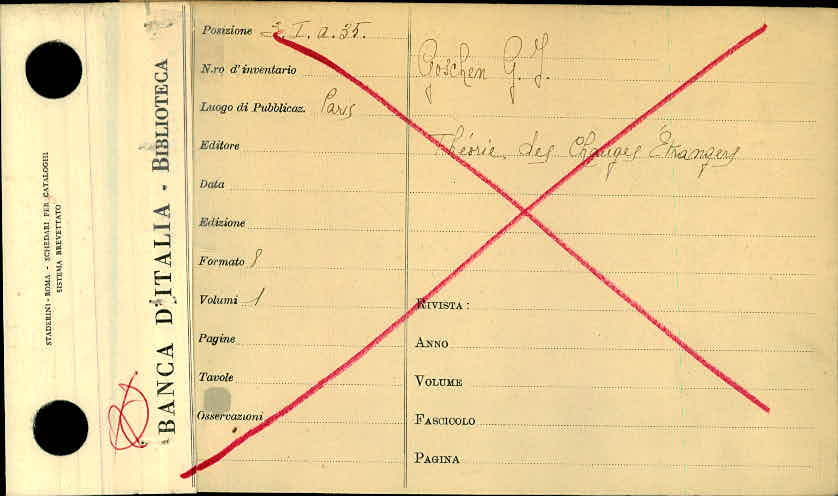 STADERINI - ROMA - SCHEDARI PER CATALOGHI
SISTEMA BREVETTATO
BANCA D'ITALIA - BIBLIOTECA
Posizione I. a. 35.
N.ro d'inventario
Luogo di Pubblicaz. Paris
Editore
Data
Edizione
Formato 8
Volumi 1
Pagine
Tavole
Osservazioni
Goschen G. J.
Théorie des Changes Étrangers
RIVISTA :
ANNO
VOLUME
FASCICOLO
PAGINA